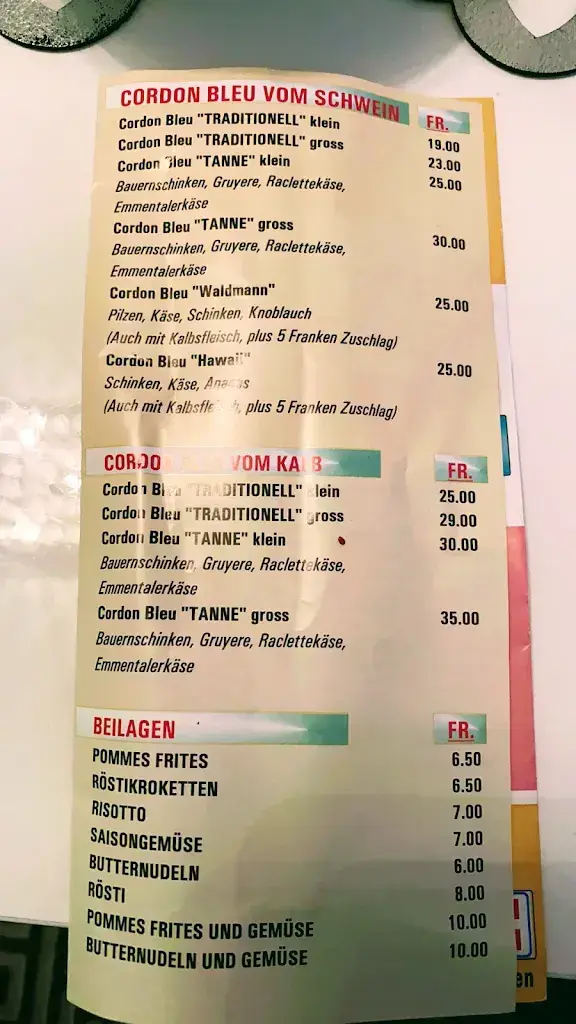 CORDON BLEU VOM SCHWEIN FR.
Cordon Bleu "TRADITIONELL" klein 19.00
Cordon Bleu "TRADITIONELL" gross 23.00
Cordon Bleu "TANNE" klein 25.00
Bauernschinken, Gruyere, Raclettekäse,
Emmentalerkäse
Cordon Bleu "TANNE" gross 30.00
Bauernschinken, Gruyere, Raclettekäse,
Emmentalerkäse
Cordon Bleu "Waldmann" 25.00
Pilzen, Käse, Schinken, Knoblauch
(Auch mit Kalbsfleisch, plus 5 Franken Zuschlag)
Cordon Bleu "Hawaii" 25.00
Schinken, Käse, Ananas
(Auch mit Kalbsfleisch, plus 5 Franken Zuschlag)
CORDON BLEU VOM KALB FR.
Cordon Bleu "TRADITIONELL" klein 25.00
Cordon Bleu "TRADITIONELL" gross 29.00
Cordon Bleu "TANNE" klein 30.00
Bauernschinken, Gruyere, Raclettekäse,
Emmentalerkäse
Cordon Bleu "TANNE" gross 35.00
Bauernschinken, Gruyere, Raclettekäse,
Emmentalerkäse
BEILAGEN FR.
POMMES FRITES 6.50
RÖSTIKROKETTEN 6.50
RISOTTO 7.00
SAISONGEMÜSE 7.00
BUTTERNUDELN 6.00
RÖSTI 8.00
POMMES FRITES UND GEMÜSE 10.00
BUTTERNUDELN UND GEMÜSE 10.00
en